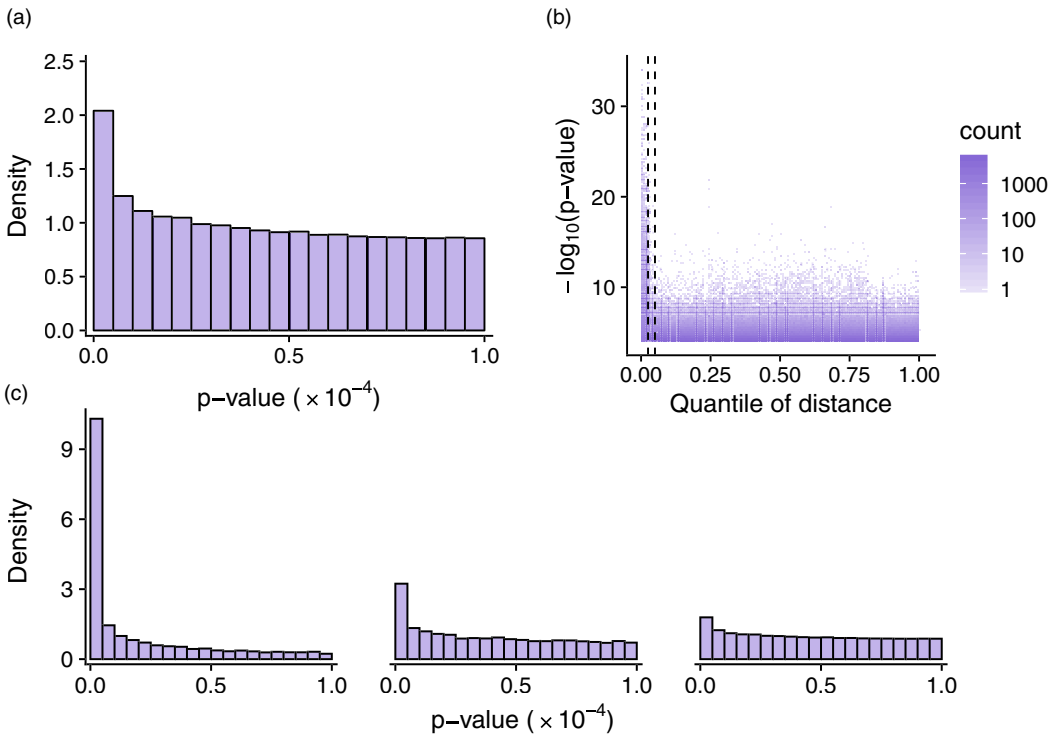 (a)
Density
2.5
2.0
1.5
1.0
0.5
0.0
0.0 0.5 1.0
p−value (×10⁻⁴)
(b)
−log₁₀(p−value)
30
20
10
0.00 0.25 0.50 0.75 1.00
Quantile of distance
count
1000
100
10
1
(c)
Density
9
6
3
0
0.0 0.5 1.0 0.0 0.5 1.0 0.0 0.5 1.0
p−value (×10⁻⁴)